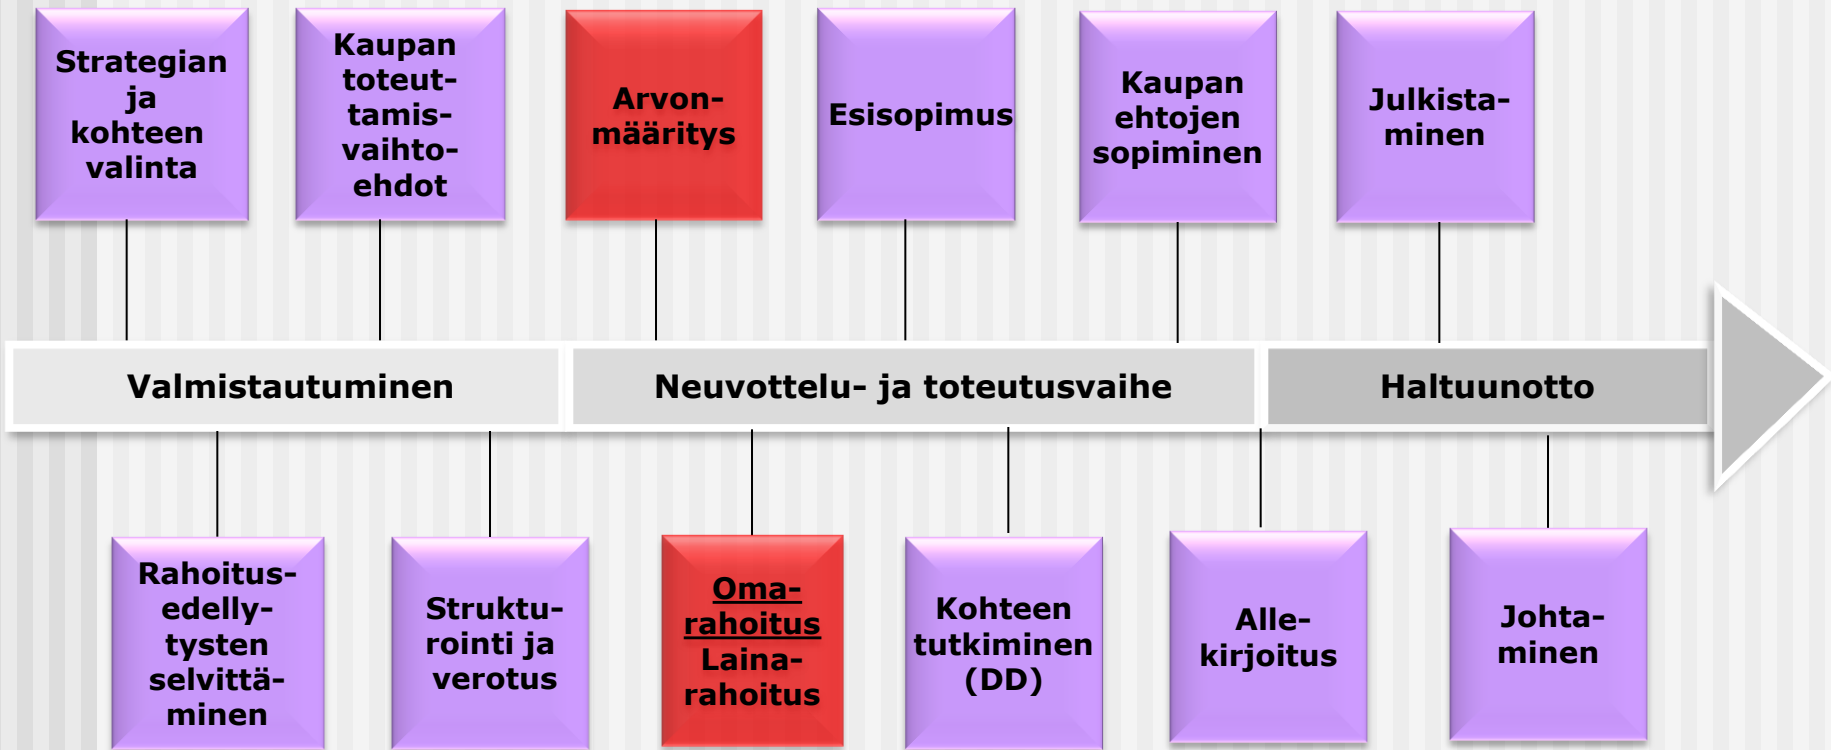 Strategian
ja
kohteen
valinta
Kaupan
toteut-
tamis-
vaihto-
ehdot
Arvon-
määritys
Esisopimus
Kaupan
ehtojen
sopiminen
Julkista-
minen
Valmistautuminen
Neuvottelu- ja toteutusvaihe
Haltuunotto
Rahoitus-
edelly-
tysten
selvittä-
minen
Struktu-
rointi ja
verotus
Oma-
rahoitus
Laina-
rahoitus
Kohteen
tutkiminen
(DD)
Alle-
kirjoitus
Johta-
minen